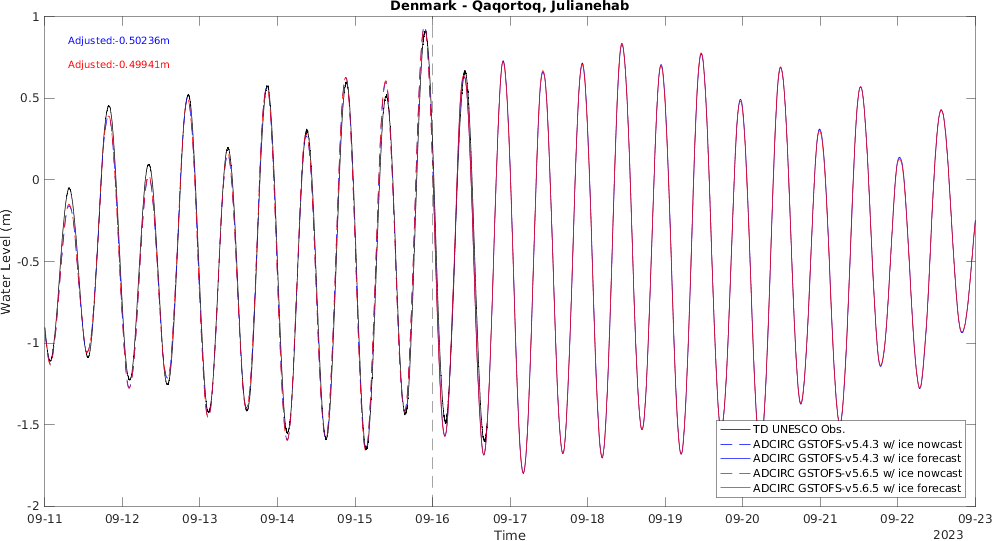 Denmark - Qaqortoq, Julianehab
Adjusted:-0.50236m
Adjusted:-0.49941m
1
0.5
0
-0.5
-1
-1.5
-2
Water Level (m)
TD UNESCO Obs.
ADCIRC GSTOFS-v5.4.3 w/ ice nowcast
ADCIRC GSTOFS-v5.4.3 w/ ice forecast
ADCIRC GSTOFS-v5.6.5 w/ ice nowcast
ADCIRC GSTOFS-v5.6.5 w/ ice forecast
09-11 09-12 09-13 09-14 09-15 09-16 09-17 09-18 09-19 09-20 09-21 09-22 09-23
Time
2023